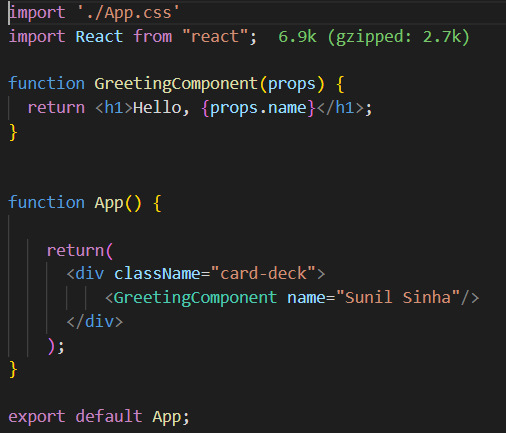 import './App.css'
import React from "react";  6.9k (gzipped: 2.7k)
function GreetingComponent(props) {
return <h1>Hello, {props.name}</h1>;
}
function App() {
return(
<div className="card-deck">
<GreetingComponent name="Sunil Sinha"/>
</div>
);
}
export default App;